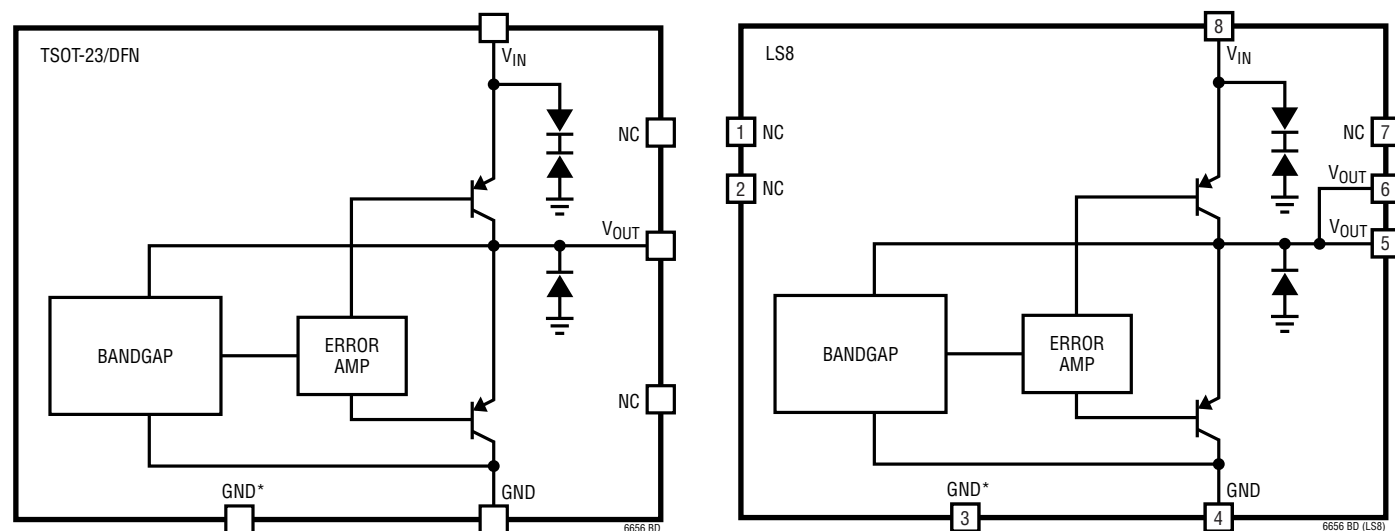 TSOT-23/DFN
VIN
NC
VOUT
BANDGAP
ERROR
AMP
NC
GND*
GND
6656 BD
LS8
8
VIN
1 NC
NC 7
2 NC
VOUT
6
VOUT
5
BANDGAP
ERROR
AMP
GND*
3
GND
4
6656 BD (LS8)